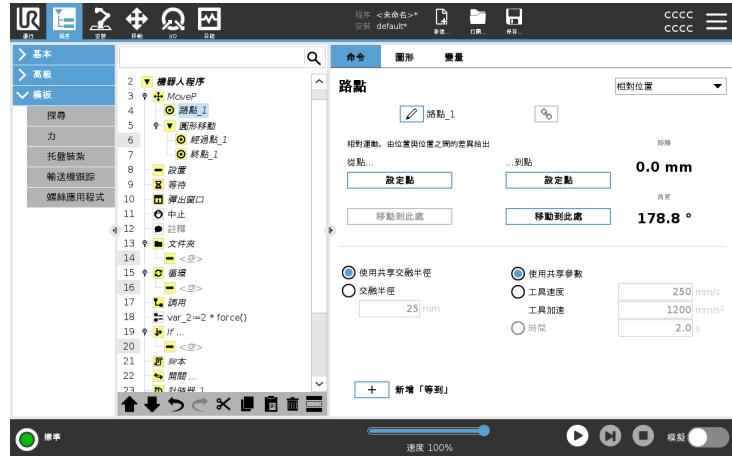 UR
運行
程序
安裝
移動
I/O
日誌
程序 <未命名>*
安裝 default*
新建...
打開...
保存...
cccc
cccc
基本
高級
模板
探尋
力
托盤裝紮
輸送機跟踪
螺絲應用程式
2 機器人程序
3 MoveP
4 路點_1
5 圓形移動
6 經過點_1
7 終點_1
8 設置
9 等待
10 彈出窗口
11 中止
12 註釋
13 文件夾
14 <空>
15 循環
16 <空>
17 調用
18 var_2≔2 * force()
19 If ...
20 <空>
21 腳本
22 開關 ...
23 計時器_1
命令 圖形 變量
路點
相對位置
路點_1
相對運動，由位置與位置之間的差異給出
從點... ...到點
設定點 設定點
移動到此處 移動到此處
距離
0.0 mm
角度
178.8 °
使用共享交融半徑
交融半徑
25 mm
使用共享參數
工具速度 250 mm/s
工具加速 1200 mm/s²
時間 2.0 s
+ 新增「等到」
標準
速度 100%
模擬